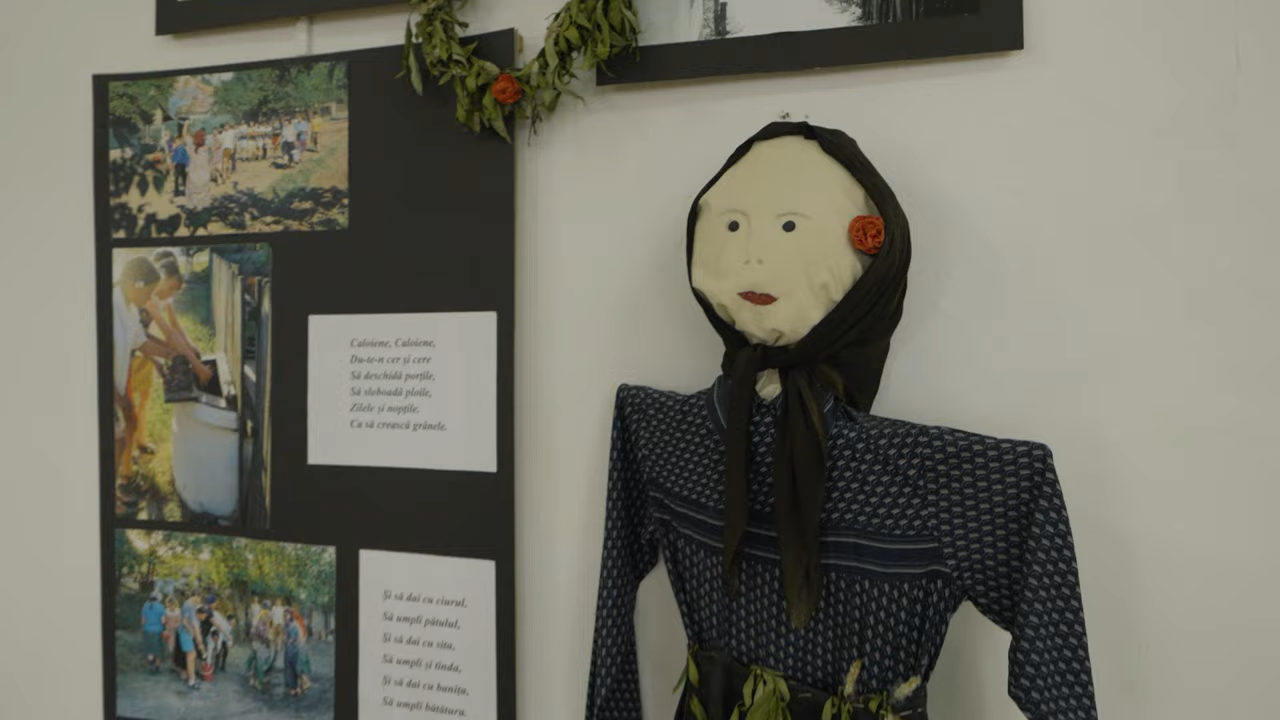 Caloiene, Caloiene,
Du-te-n cer și cere
Să deschidă porțile,
Să sloboadă ploile,
Zilele și nopțile.
Ca să crească grânele.
Și să dai cu ciurul,
Să umpli pătulul,
Și să dai cu sita,
Să umpli și tinda,
Și să dai cu banița,
Să umpli bătătura.